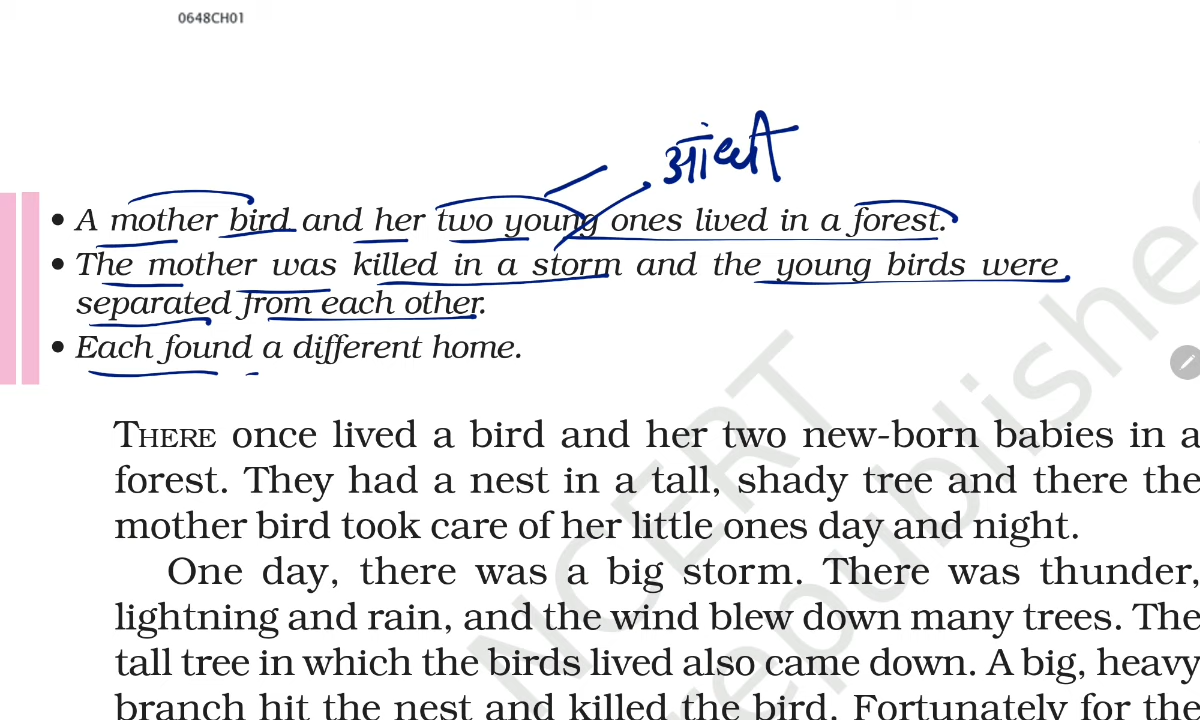 0648CH01
आंधी
• A mother bird and her two young ones lived in a forest.
• The mother was killed in a storm and the young birds were
separated from each other.
• Each found a different home.
THERE once lived a bird and her two new-born babies in a
forest. They had a nest in a tall, shady tree and there the
mother bird took care of her little ones day and night.
One day, there was a big storm. There was thunder,
lightning and rain, and the wind blew down many trees. The
tall tree in which the birds lived also came down. A big, heavy
branch hit the nest and killed the bird. Fortunately for the
NCERT
republished